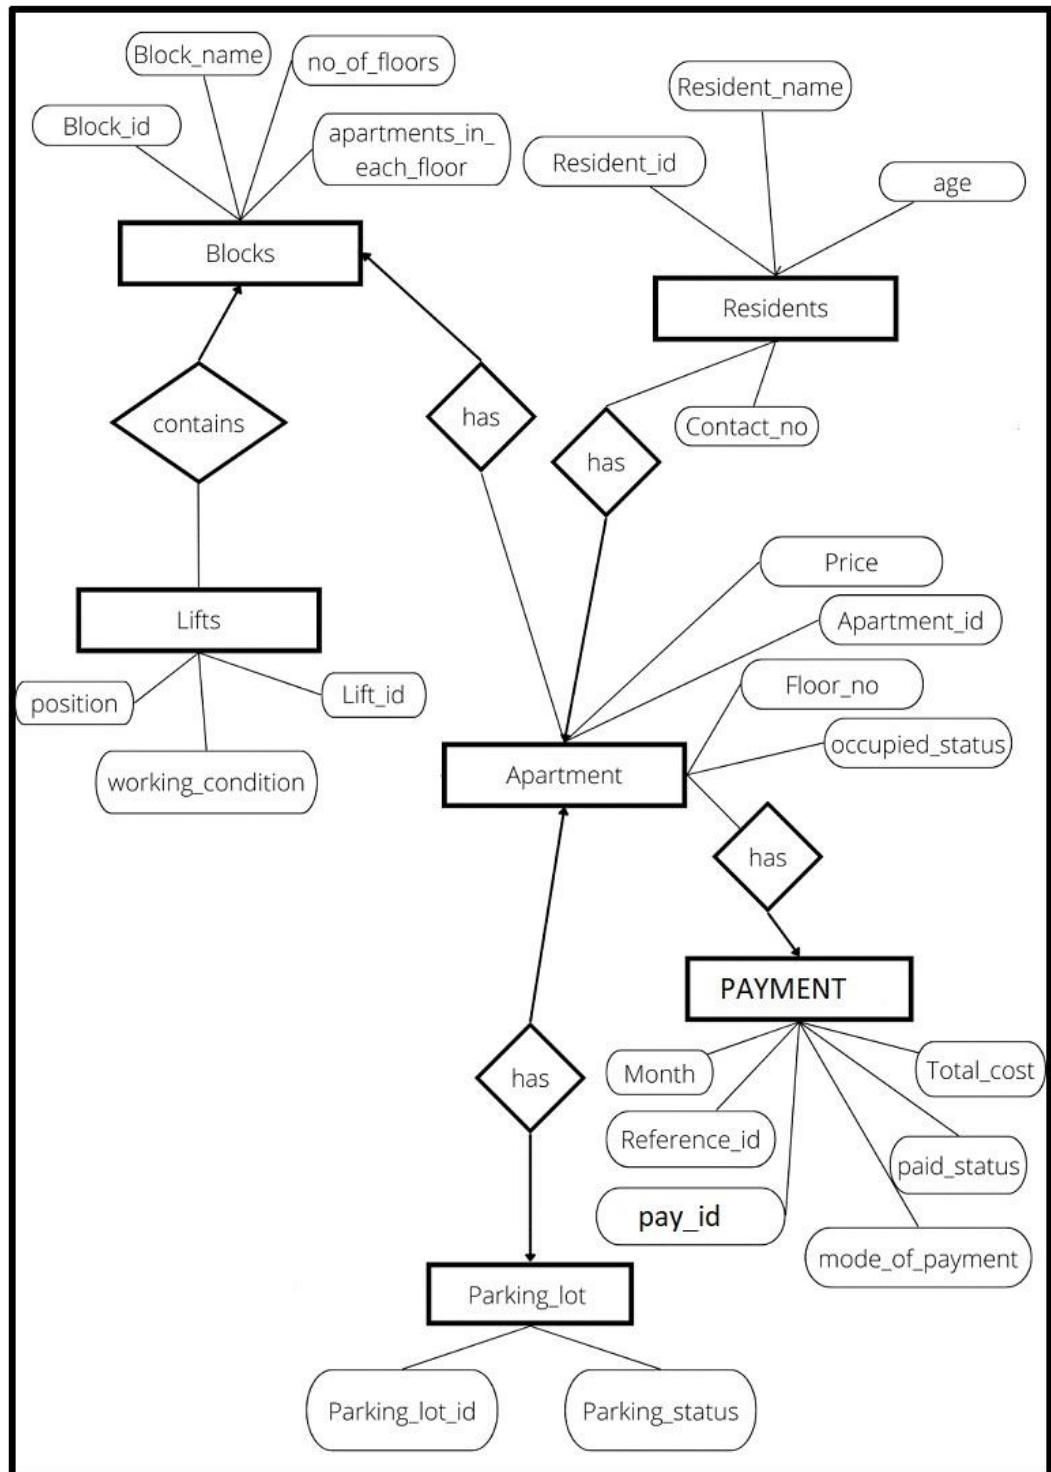 Block_name
no_of_floors
Block_id
apartments_in_
each_floor
Blocks
Resident_name
Resident_id
age
Residents
contains
has
has
Contact_no
Lifts
position
Lift_id
working_condition
Price
Apartment_id
Floor_no
occupied_status
Apartment
has
PAYMENT
Month
Total_cost
Reference_id
paid_status
pay_id
mode_of_payment
has
Parking_lot
Parking_lot_id
Parking_status